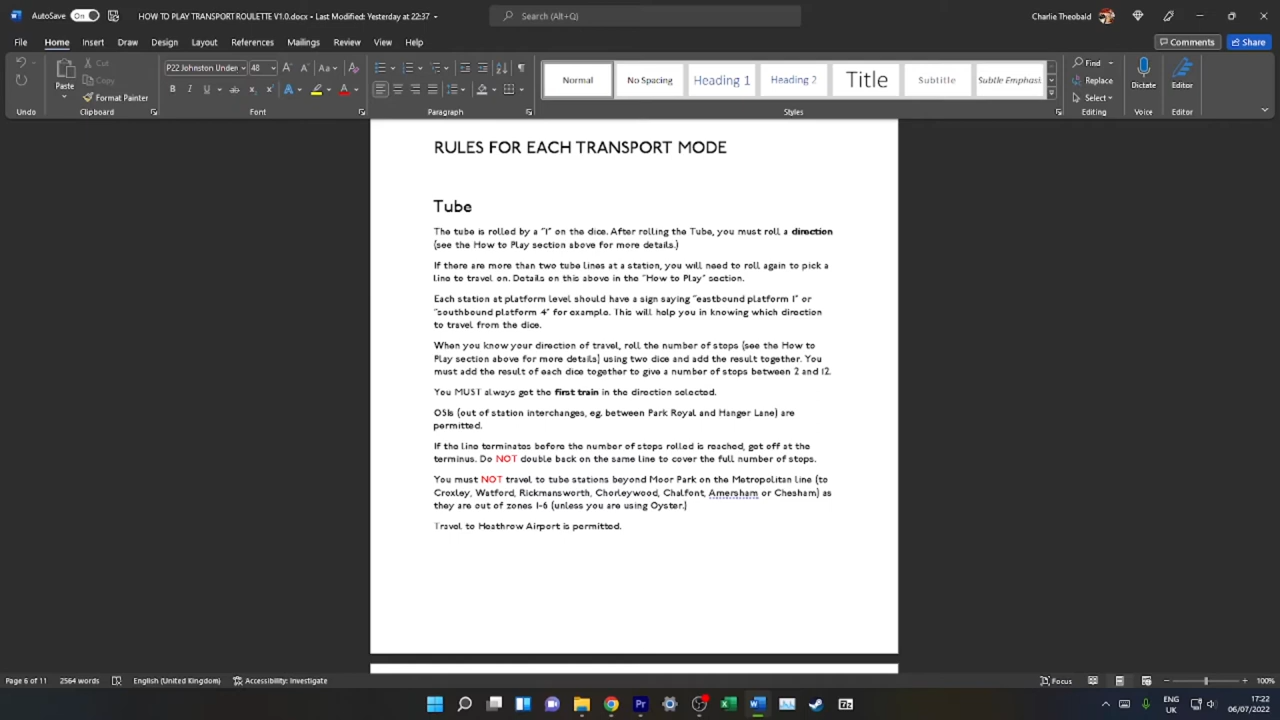 AutoSave On HOW TO PLAY TRANSPORT ROULETTE V1.0.docx • Last Modified: Yesterday at 22:37 Search (Alt+Q) Charlie Theobald
File Home Insert Draw Design Layout References Mailings Review View Help Comments Share
Cut
Copy
Format Painter
Paste
P22 Johnston Under 48
Normal No Spacing Heading 1 Heading 2 Title Subtitle Subtle Emphasis
Find
Replace
Select
Dictate Editor
Undo Clipboard Font Paragraph Styles Editing Voice Editor
RULES FOR EACH TRANSPORT MODE
Tube
The tube is rolled by a "1" on the dice. After rolling the Tube, you must roll a direction
(see the How to Play section above for more details.)
If there are more than two tube lines at a station, you will need to roll again to pick a
line to travel on. Details on this above in the "How to Play" section.
Each station at platform level should have a sign saying "eastbound platform 1" or
"southbound platform 4" for example. This will help you in knowing which direction
to travel from the dice.
When you know your direction of travel, roll the number of stops (see the How to
Play section above for more details) using two dice and add the result together. You
must add the result of each dice together to give a number of stops between 2 and 12.
You MUST always get the first train in the direction selected.
OSIs (out of station interchanges, eg. between Park Royal and Hanger Lane) are
permitted.
If the line terminates before the number of stops rolled is reached, get off at the
terminus. Do NOT double back on the same line to cover the full number of stops.
You must NOT travel to tube stations beyond Moor Park on the Metropolitan line (to
Croxley, Watford, Rickmansworth, Chorleywood, Chalfont, Amersham or Chesham) as
they are out of zones 1-6 (unless you are using Oyster.)
Travel to Heathrow Airport is permitted.
Page 6 of 11 2564 words English (United Kingdom) Accessibility: Investigate Focus 100%
ENG
UK
17:22
06/07/2022